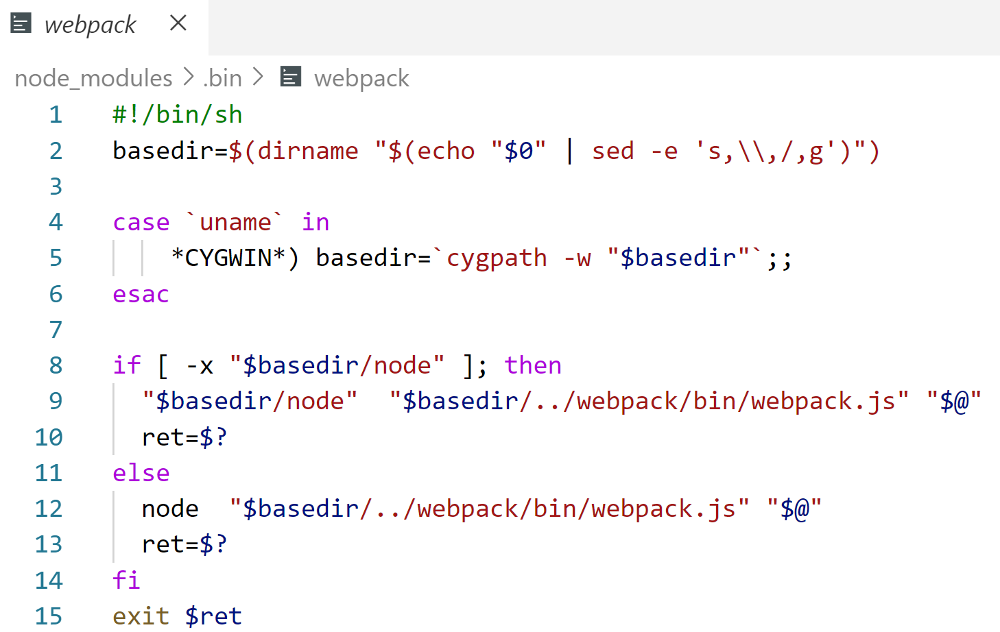 webpack
node_modules > .bin > webpack
1 #!/bin/sh
2 basedir=$(dirname "$(echo "$0" | sed -e 's,\\,/,g')")
3
4 case `uname` in
5     *CYGWIN*) basedir=`cygpath -w "$basedir"`;;
6 esac
7
8 if [ -x "$basedir/node" ]; then
9   "$basedir/node"  "$basedir/../webpack/bin/webpack.js" "$@"
10   ret=$?
11 else
12   node  "$basedir/../webpack/bin/webpack.js" "$@"
13   ret=$?
14 fi
15 exit $ret